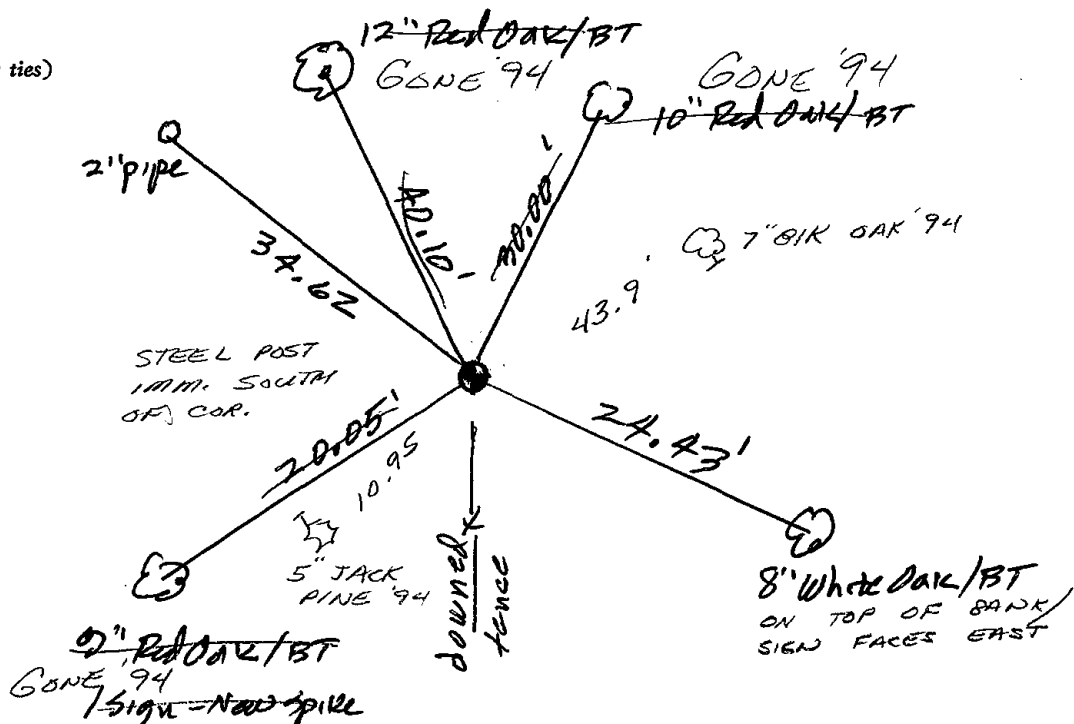 ties)
12" Red Oak/BT
GONE '94
GONE '94
10" Red Oak/BT
2" pipe
34.62
40.10'
30.00'
7" BLK OAK '94
43.9'
STEEL POST
IMM. SOUTH
OF COR.
20.05'
10.95
24.43'
5" JACK
PINE '94
downed
fence
8" White Oak/BT
ON TOP OF BANK/
SIGN FACES EAST
9" Red Oak/BT
GONE '94
/Sign - New Spike